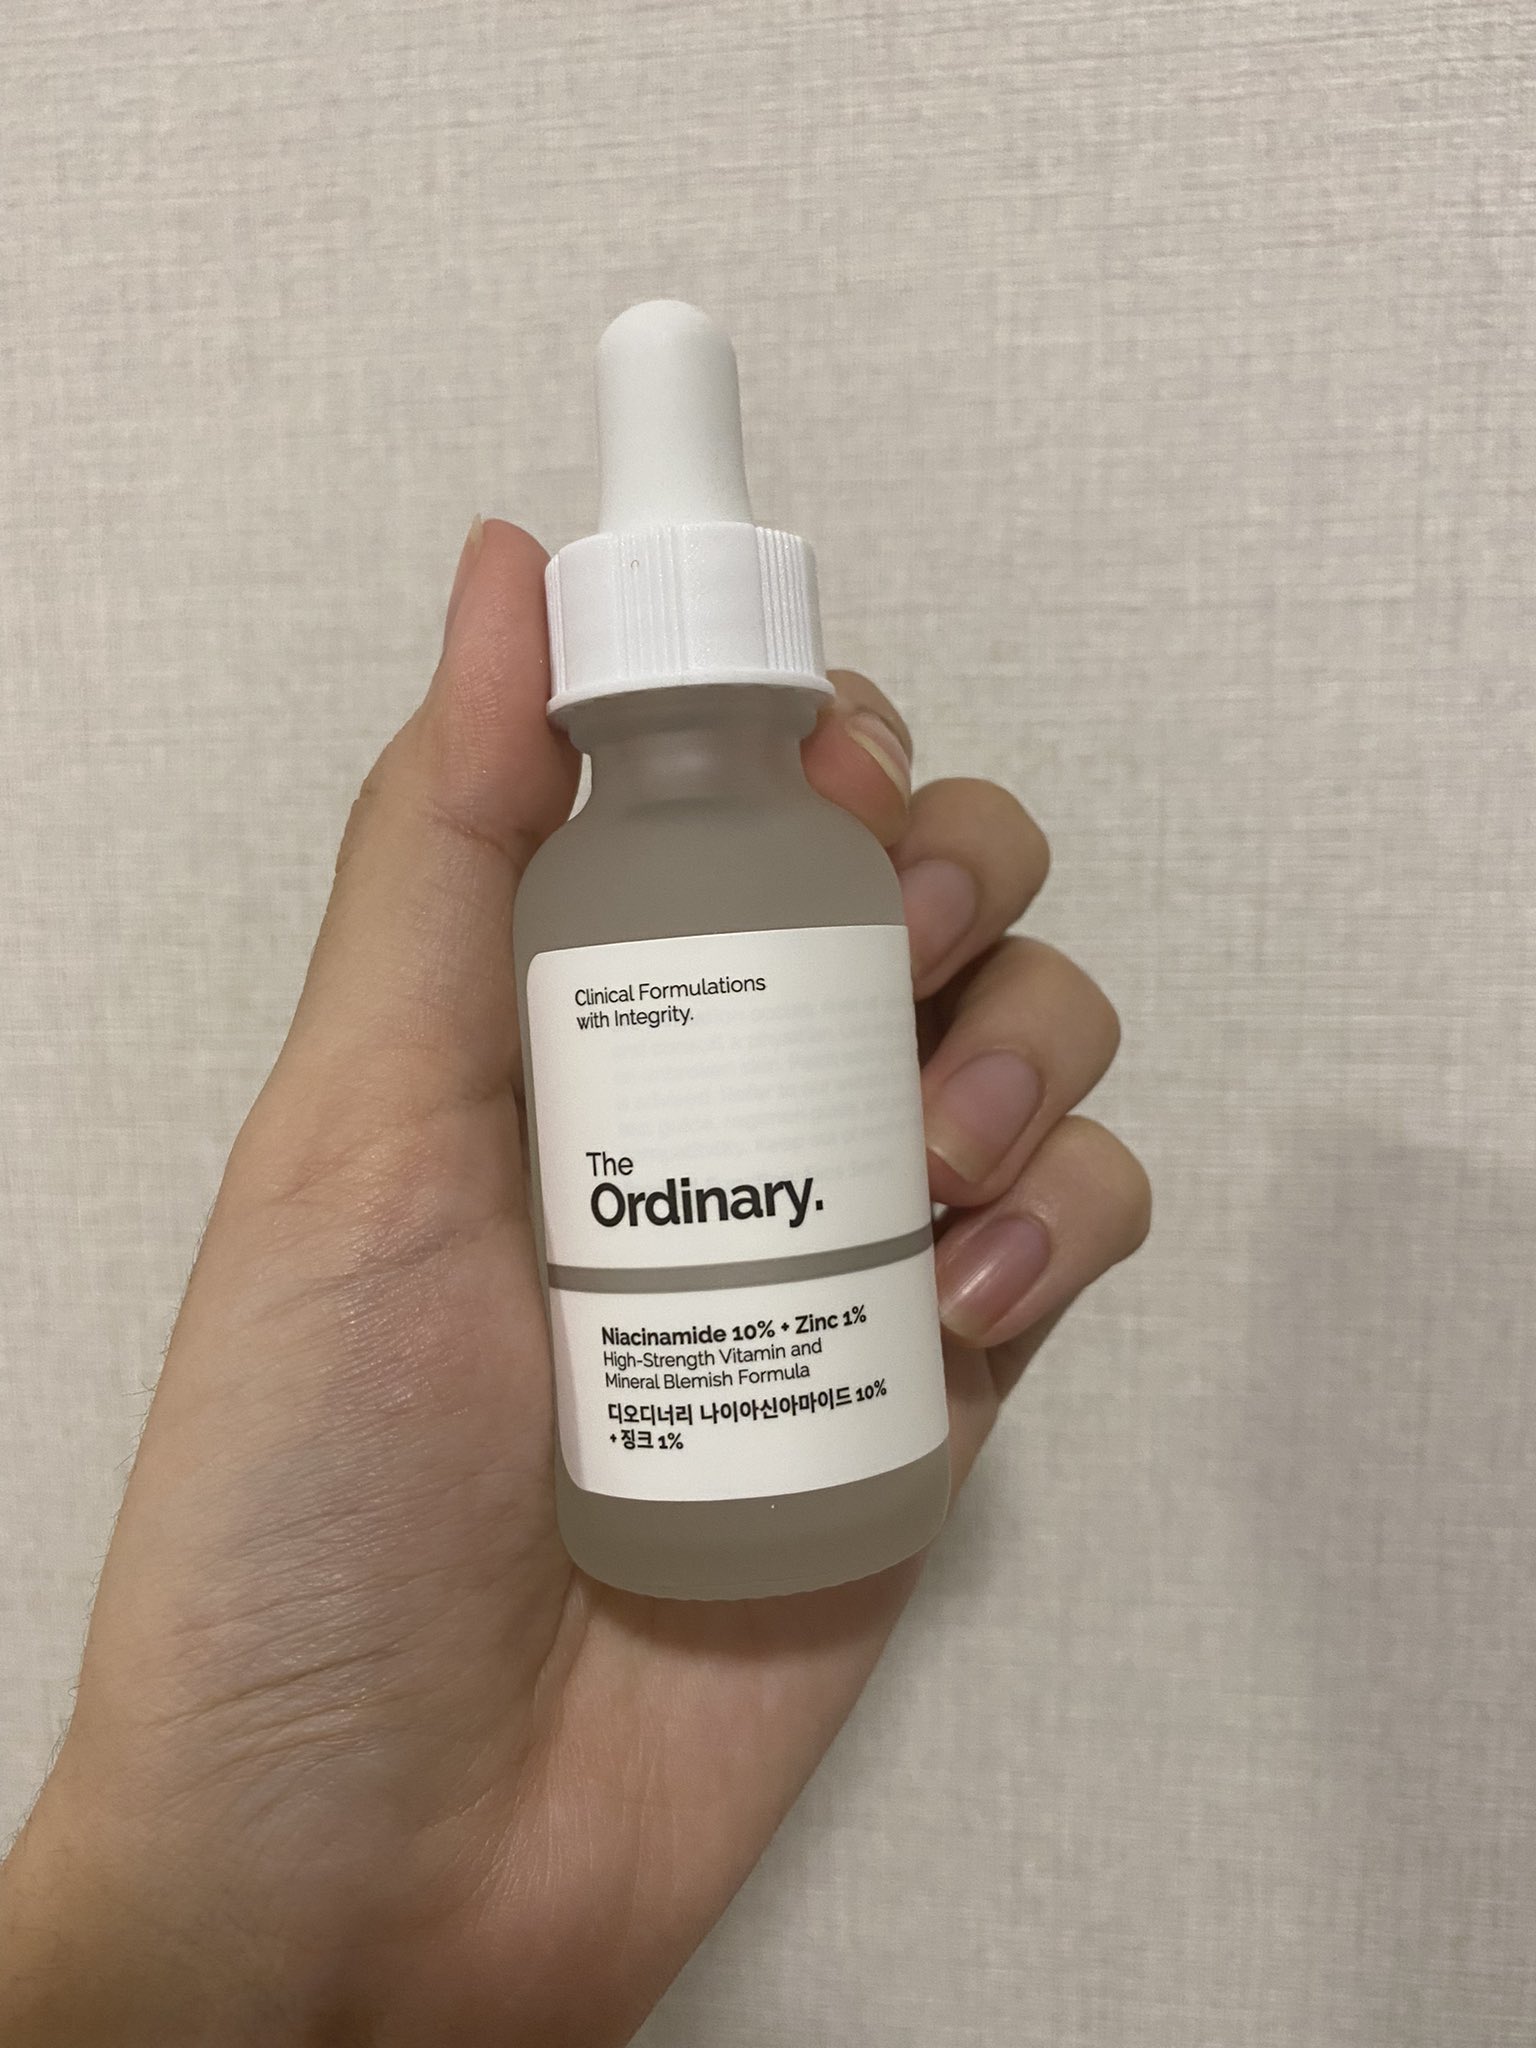 Clinical Formulations
with Integrity.
The
Ordinary.
Niacinamide 10% + Zinc 1%
High-Strength Vitamin and
Mineral Blemish Formula
디오디너리 나이아신아마이드 10%
+ 징크 1%